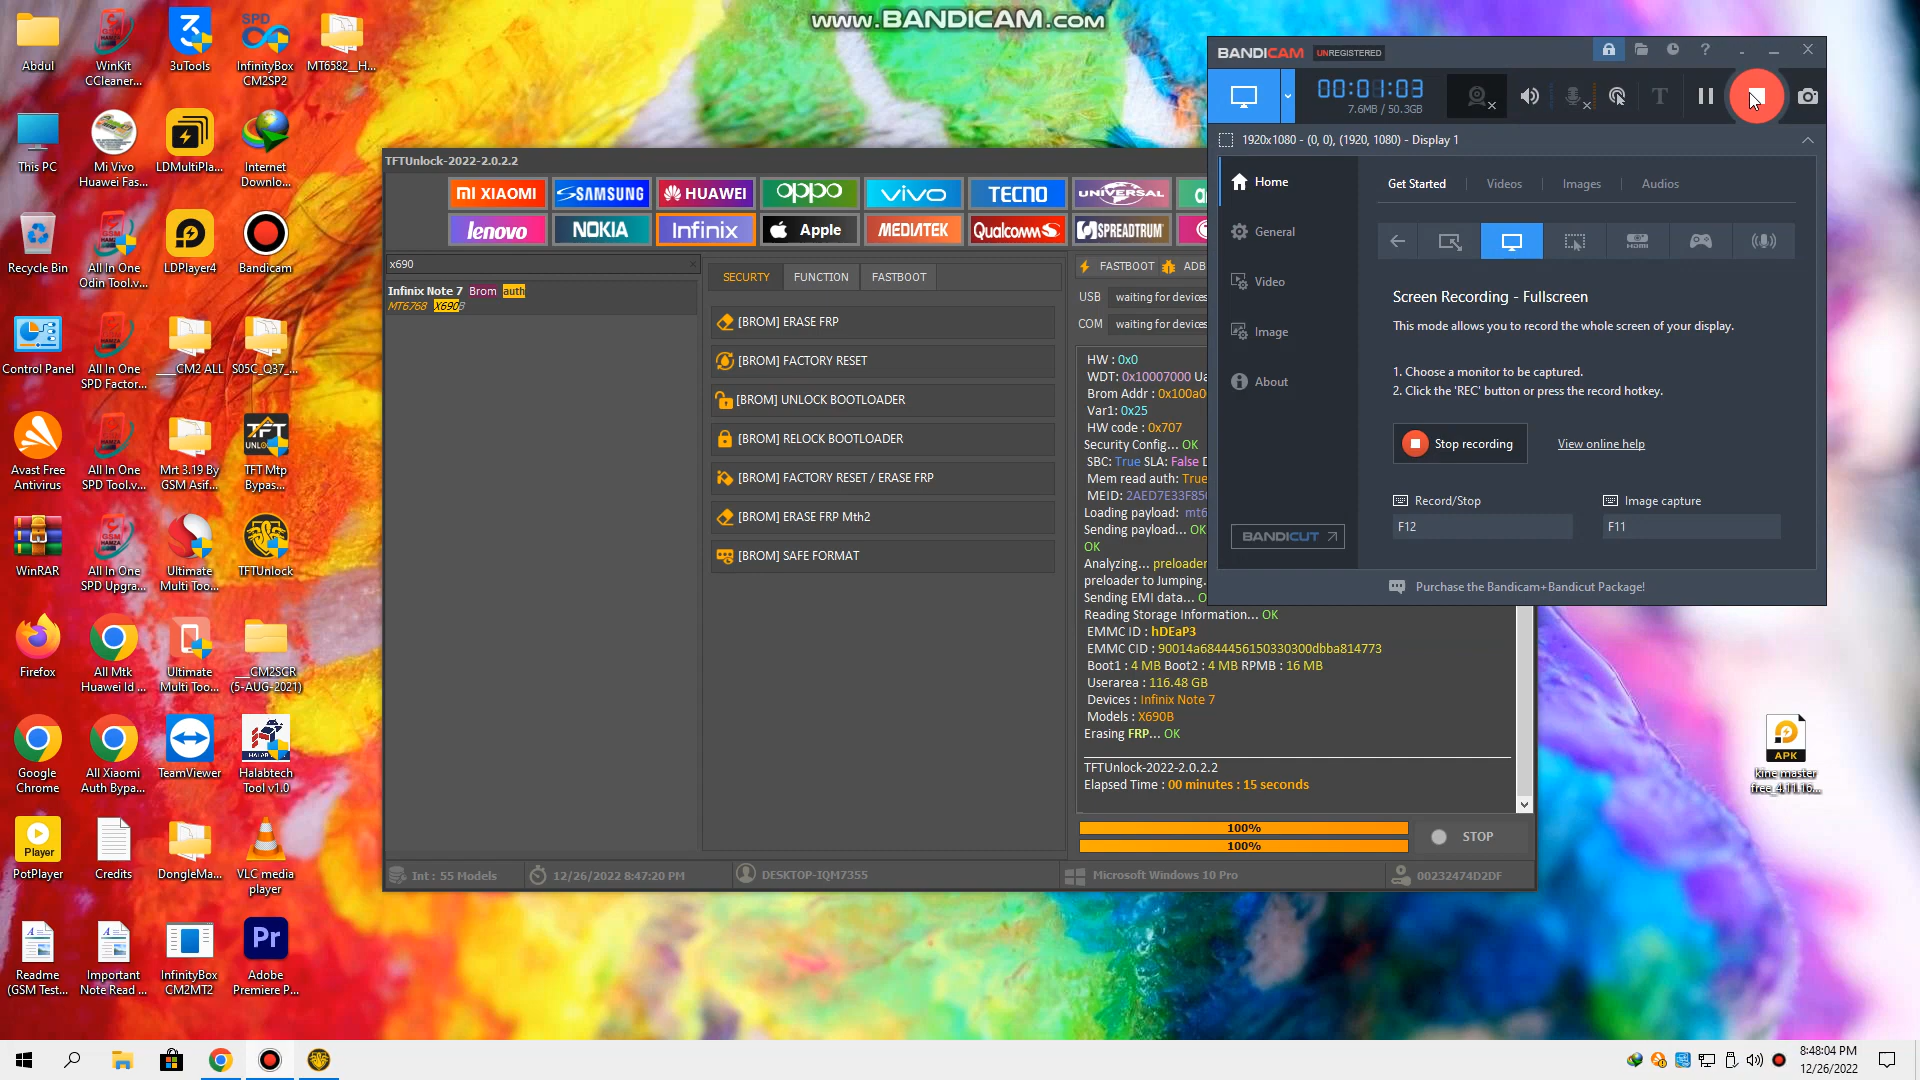 www.BANDICAM.com
Abdul
WinKit
CCleaner...
3uTools
InfinityBox
CM2SP2
MT6582__H...
This PC
Mi Vivo
Huawei Fas...
LDMultiPla...
Internet
Downlo...
Recycle Bin
All In One
Odin Tool.v...
LDPlayer4
Bandicam
Control Panel
All In One
SPD Factor...
____CM2 ALL
S05C_Q37_...
Avast Free
Antivirus
All In One
SPD Tool.v...
Mrt 3.19 By
GSM Asif...
TFT Mtp
Bypas...
WinRAR
All In One
SPD Upgra...
Ultimate
Multi Too...
TFTUnlock
Firefox
All Mtk
Huawei Id ...
Ultimate
Multi Too...
___CM2SCR
(5-AUG-2021)
Google
Chrome
All Xiaomi
Auth Bypa...
TeamViewer
Halabtech
Tool v1.0
Player
PotPlayer
Credits
DongleMa...
VLC media
player
Readme
(GSM Test...
Important
Note Read ...
InfinityBox
CM2MT2
Pr
Adobe
Premiere P...
TFTUnlock-2022-2.0.2.2
MI XIAOMI
SAMSUNG
HUAWEI
oppo
vivo
TECNO
UNIVERSAL
lenovo
NOKIA
Infinix
Apple
MEDIATEK
Qualcomm
SPREADTRUM
x690
Infinix Note 7 Brom auth
MT6768 X690B
SECURTY
FUNCTION
FASTBOOT
[BROM] ERASE FRP
[BROM] FACTORY RESET
[BROM] UNLOCK BOOTLOADER
[BROM] RELOCK BOOTLOADER
[BROM] FACTORY RESET / ERASE FRP
[BROM] ERASE FRP Mth2
[BROM] SAFE FORMAT
FASTBOOT
ADB
USB waiting for devices
COM waiting for devices
HW : 0x0
WDT: 0x10007000 Ua
Brom Addr : 0x100a0
Var1: 0x25
HW code : 0x707
Security Config... OK
SBC: True SLA: False D
Mem read auth: True
MEID: 2AED7E33F85
Loading payload: mt6
Sending payload... OK
OK
Analyzing... preloader
preloader to Jumping.
Sending EMI data... O
Reading Storage Information... OK
EMMC ID : hDEaP3
EMMC CID : 90014a6844456150330300dbba814773
Boot1 : 4 MB Boot2 : 4 MB RPMB : 16 MB
Userarea : 116.48 GB
Devices : Infinix Note 7
Models : X690B
Erasing FRP... OK
TFTUnlock-2022-2.0.2.2
Elapsed Time : 00 minutes : 15 seconds
100%
100%
STOP
Int : 55 Models
12/26/2022 8:47:20 PM
DESKTOP-IQM7355
Microsoft Windows 10 Pro
00232474D2DF
BANDICAM UNREGISTERED
00:01:03
7.6MB / 50.3GB
1920x1080 - (0, 0), (1920, 1080) - Display 1
Home
General
Video
Image
About
BANDICUT
Get Started
Videos
Images
Audios
HDMI
Screen Recording - Fullscreen
This mode allows you to record the whole screen of your display.
1. Choose a monitor to be captured.
2. Click the 'REC' button or press the record hotkey.
Stop recording
View online help
Record/Stop
Image capture
F12
F11
Purchase the Bandicam+Bandicut Package!
APK
kine master
free_4.11.16...
8:48:04 PM
12/26/2022